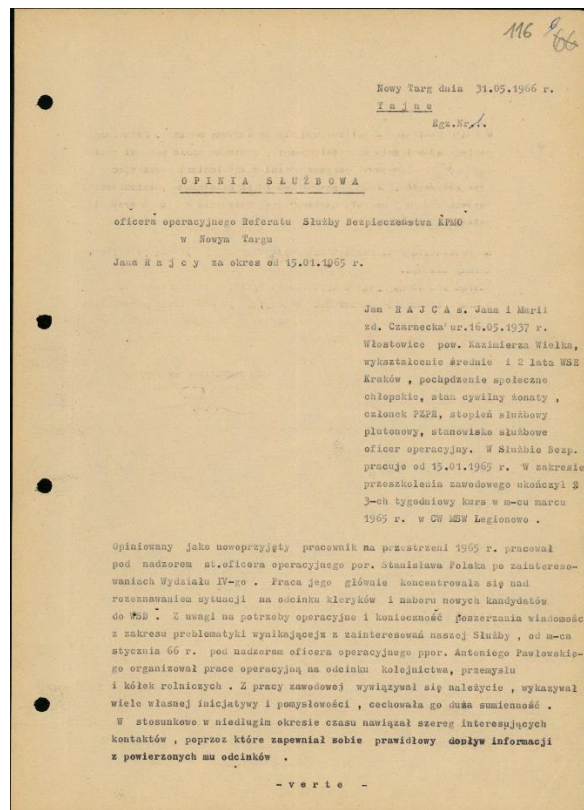 116
66
Nowy Targ dnia 31.05.1966 r.
T a j n e
Egz.Nr.1.
O P I N I A S Ł U Ż B O W A
oficera operacyjnego Referatu Służby Bezpieczeństwa KPMO
w Nowym Targu
Jana R a j c y za okres od 15.01.1965 r.
Jan R A J C A s. Jana i Marii
zd. Czarnecka ur.16.05.1937 r.
Włostowice pow. Kazimierza Wielka,
wykształcenie średnie i 2 lata WSE
Kraków , pochpdzenie społeczne
chłopskie, stan cywilny żonaty ,
członek PZPR, stopień służbowy
plutonowy, stanowisko służbowe
oficer operacyjny. W Służbie Bezp.
pracuje od 15.01.1965 r. W zakresie
przeszkolenia zawodowego ukończył
3-ch tygodniowy kurs w m-cu marcu
1965 r. w CW MSW Legionowo .
Opiniowany jako nowoprzyjęty pracownik na przestrzeni 1965 r. pracował
pod nadzorem st.oficera operacyjnego por. Stanisława Polaka po zaintereso-
waniach Wydziału IV-go . Praca jego głównie koncentrowała się nad
rozeznawaniem sytuacji na odcinku kleryków i naboru nowych kandydatów
do WSD . Z uwagi na potrzeby operacyjne i konieczność poszerzania wiadomości
z zakresu problematyki wynikającejz z zainteresowań naszej Służby , od m-ca
stycznia 66 r. pod nadzorem oficera operacyjnego ppor. Antoniego Pawłowskie-
go organizował pracę operacyjną na odcinku kolejnictwa, przemysłu
i kółek rolniczych . Z pracy zawodowej wywiązywał się należycie , wykazywał
wiele własnej inicjatywy i pomysłowości , cechowała go duża sumienność .
W stosunkowo w niedługim okresie czasu nawiązał szereg interesujących
kontaktów , poprzez które zapewniał sobie prawidłowy dopływ informacji
z powierzonych mu odcinków .
- v e r t e -